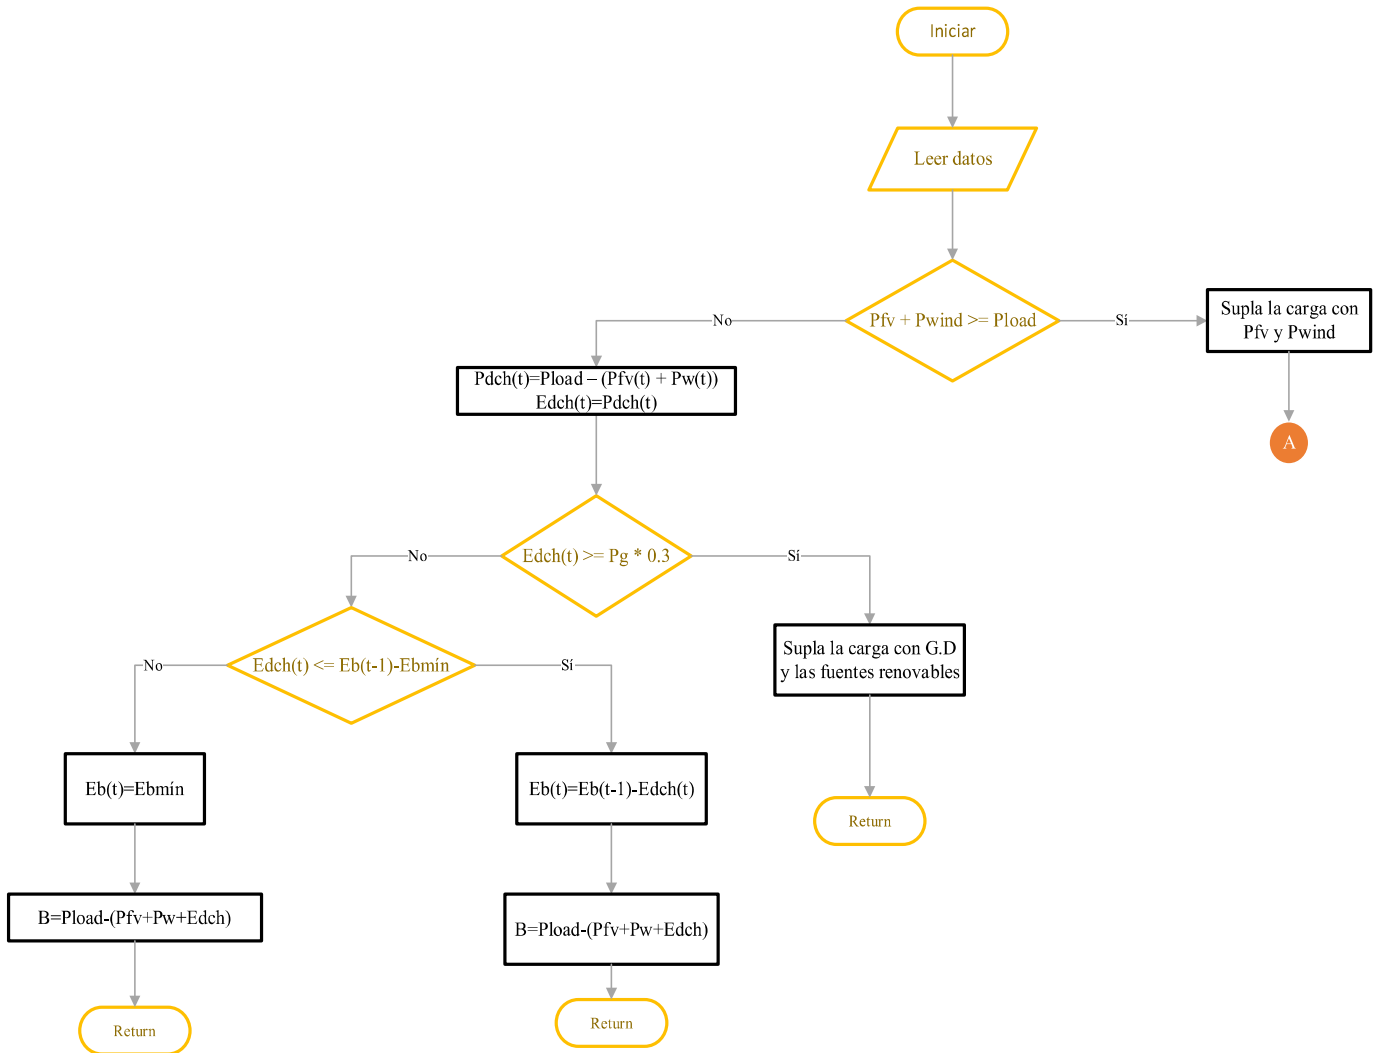 Iniciar
Leer datos
Pfv + Pwind >= Pload
No
Sí
Supla la carga con
Pfv y Pwind
A
Pdch(t)=Pload – (Pfv(t) + Pw(t))
Edch(t)=Pdch(t)
Edch(t) >= Pg * 0.3
No
Sí
Supla la carga con G.D
y las fuentes renovables
Return
Edch(t) <= Eb(t-1)-Ebmín
No
Sí
Eb(t)=Ebmín
Eb(t)=Eb(t-1)-Edch(t)
B=Pload-(Pfv+Pw+Edch)
B=Pload-(Pfv+Pw+Edch)
Return
Return